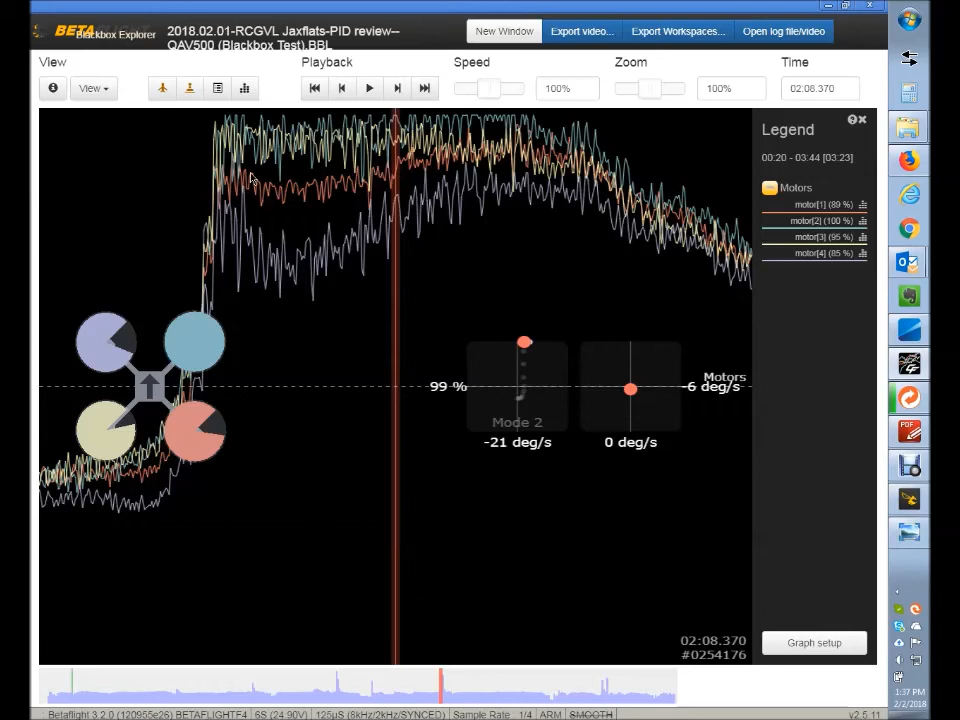 BETAFLIGHT
Blackbox Explorer
2018.02.01-RCGVL Jaxflats-PID review--
QAV500 (Blackbox Test).BBL
New Window
Export video...
Export Workspaces...
Open log file/video
View
Playback
Speed
Zoom
Time
View
100%
100%
02:08.370
Legend
00:20 - 03:44 [03:23]
Motors
motor[1] (89 %)
motor[2] (100 %)
motor[3] (95 %)
motor[4] (85 %)
99 %
Motors
-6 deg/s
Mode 2
-21 deg/s
0 deg/s
02:08.370
#0254176
Graph setup
Betaflight 3.2.0 (120955e26) BETAFLIGHTF4
6S (24.90V)
125µS (8kHz/2kHz/SYNCED)
Sample Rate : 1/4
ARM
SMOOTH
v2.5.11
PDF
1:37 PM
2/2/2018